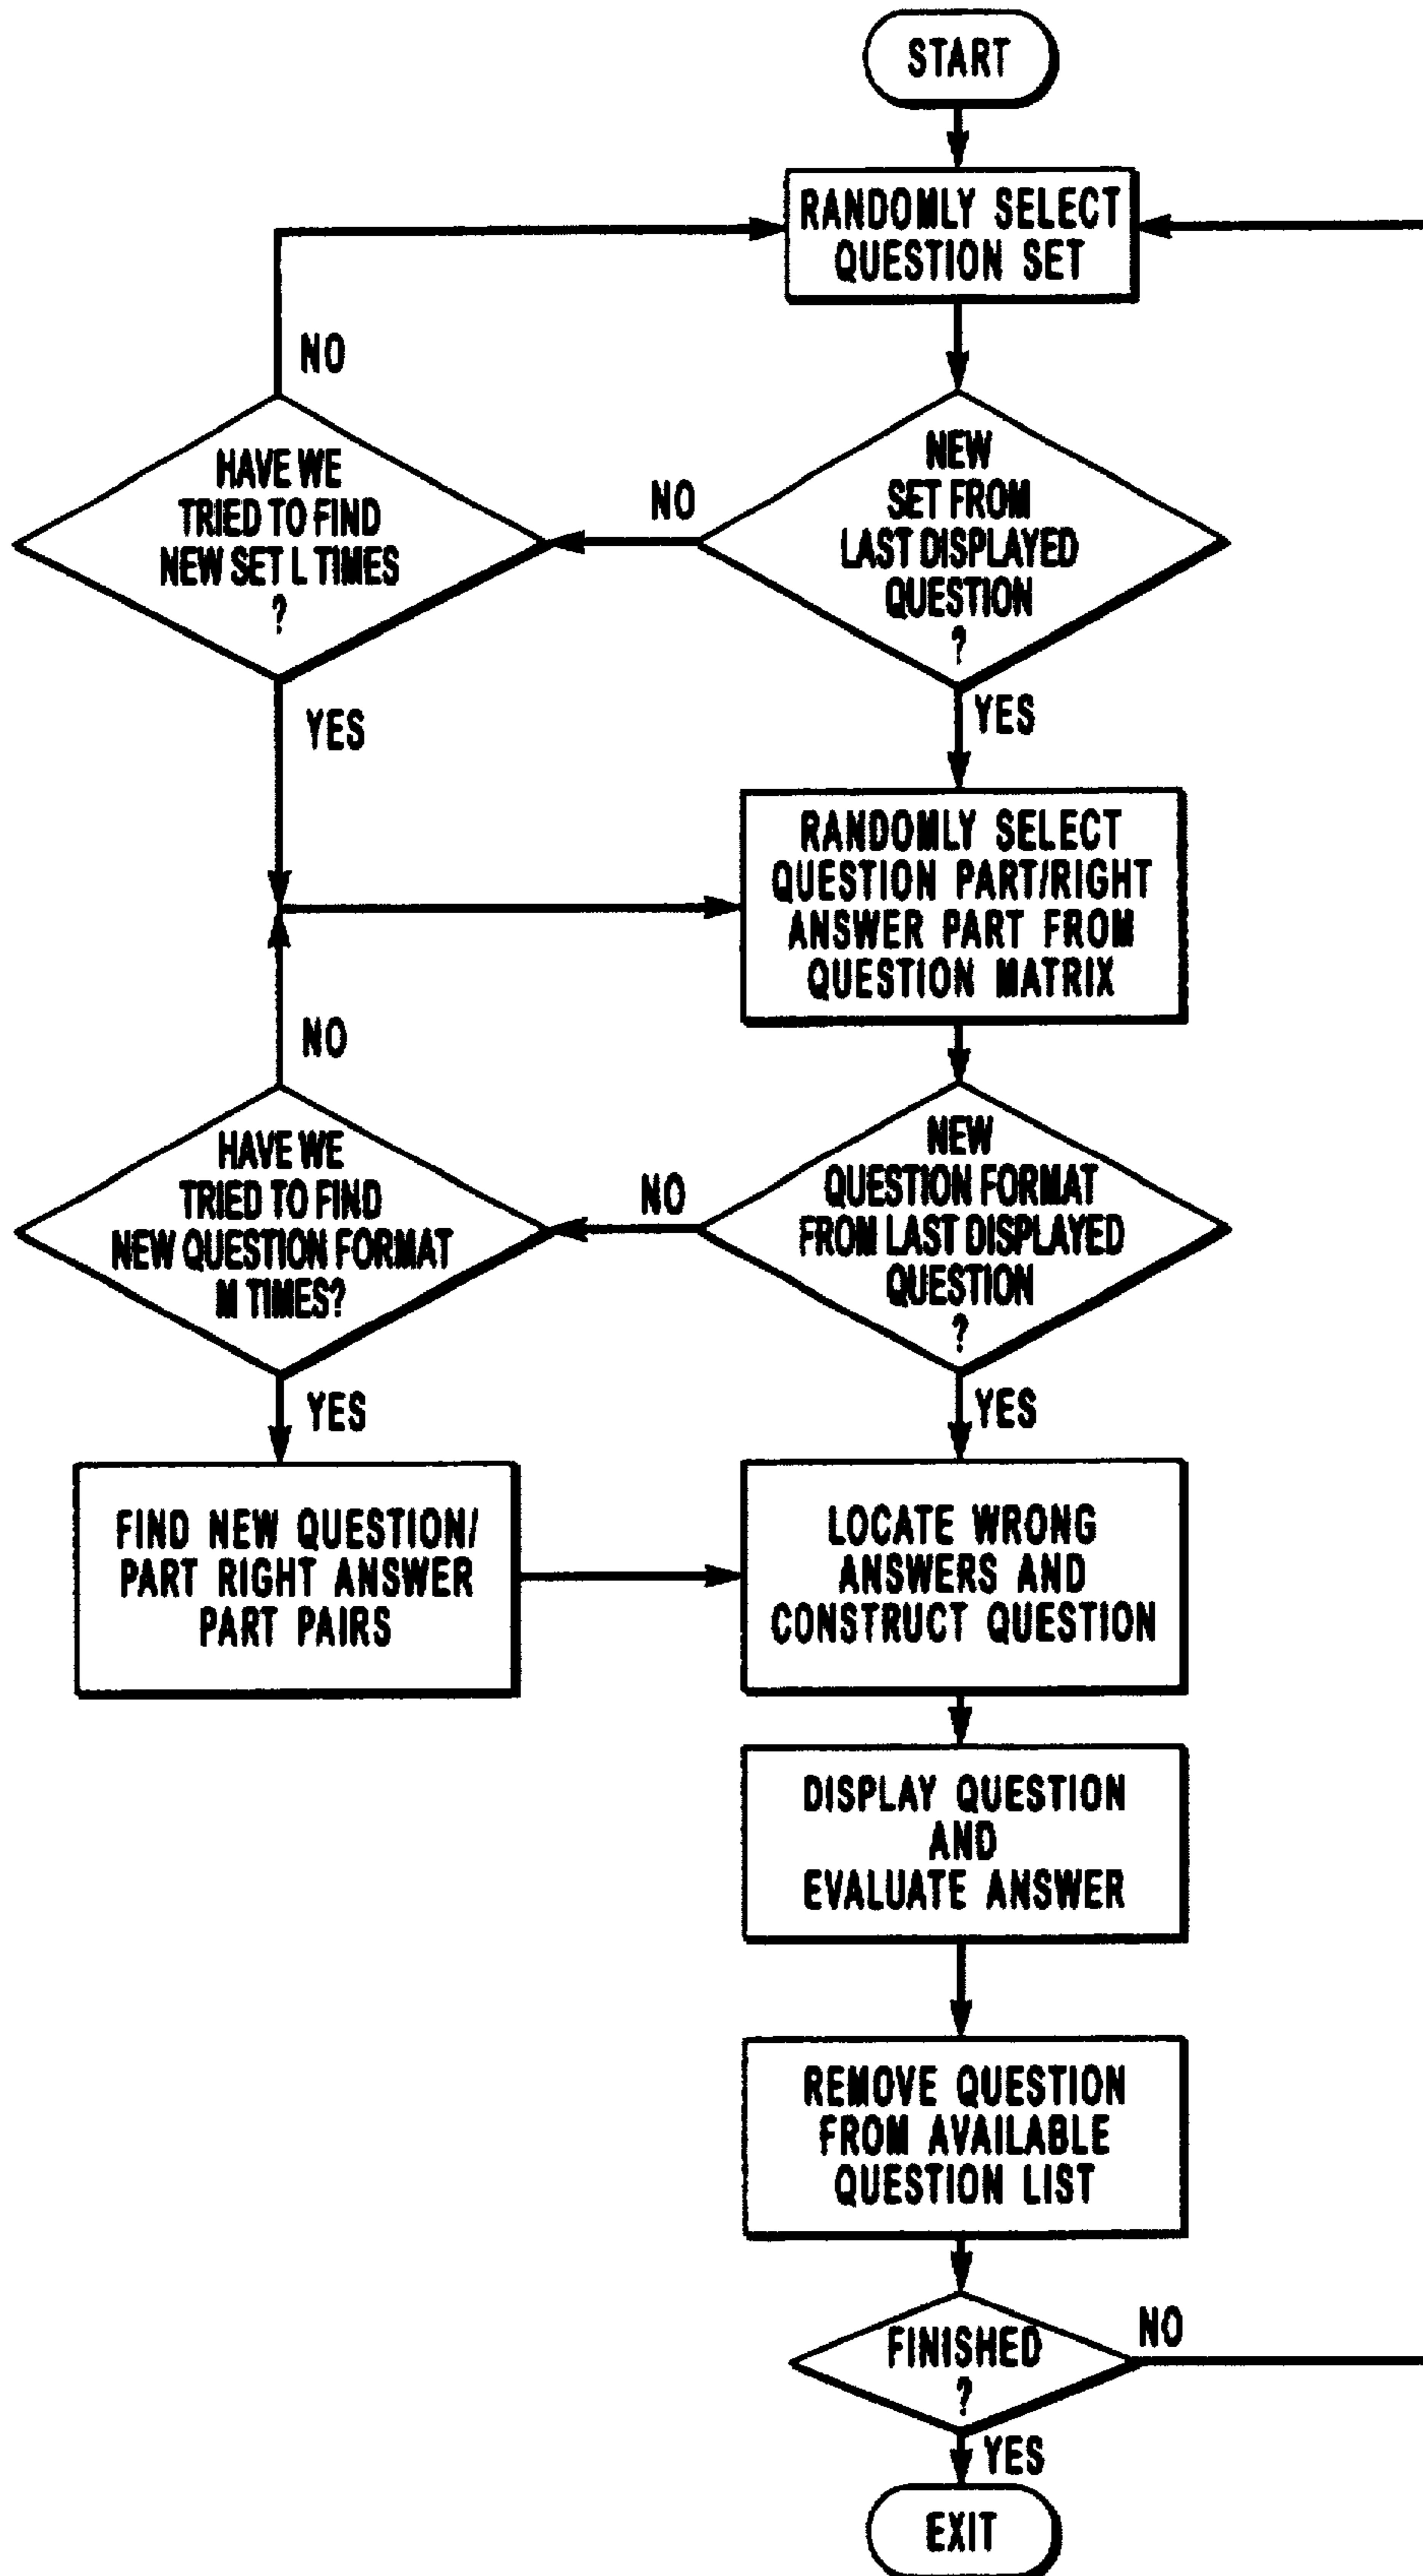 START
RANDOMLY SELECT
QUESTION SET
NO
HAVE WE
TRIED TO FIND
NEW SET L TIMES
?
NO
NEW
SET FROM
LAST DISPLAYED
QUESTION
?
YES
YES
RANDOMLY SELECT
QUESTION PART/RIGHT
ANSWER PART FROM
QUESTION MATRIX
NO
HAVE WE
TRIED TO FIND
NEW QUESTION FORMAT
M TIMES?
NO
NEW
QUESTION FORMAT
FROM LAST DISPLAYED
QUESTION
?
YES
YES
FIND NEW QUESTION/
PART RIGHT ANSWER
PART PAIRS
LOCATE WRONG
ANSWERS AND
CONSTRUCT QUESTION
DISPLAY QUESTION
AND
EVALUATE ANSWER
REMOVE QUESTION
FROM AVAILABLE
QUESTION LIST
FINISHED
?
NO
YES
EXIT